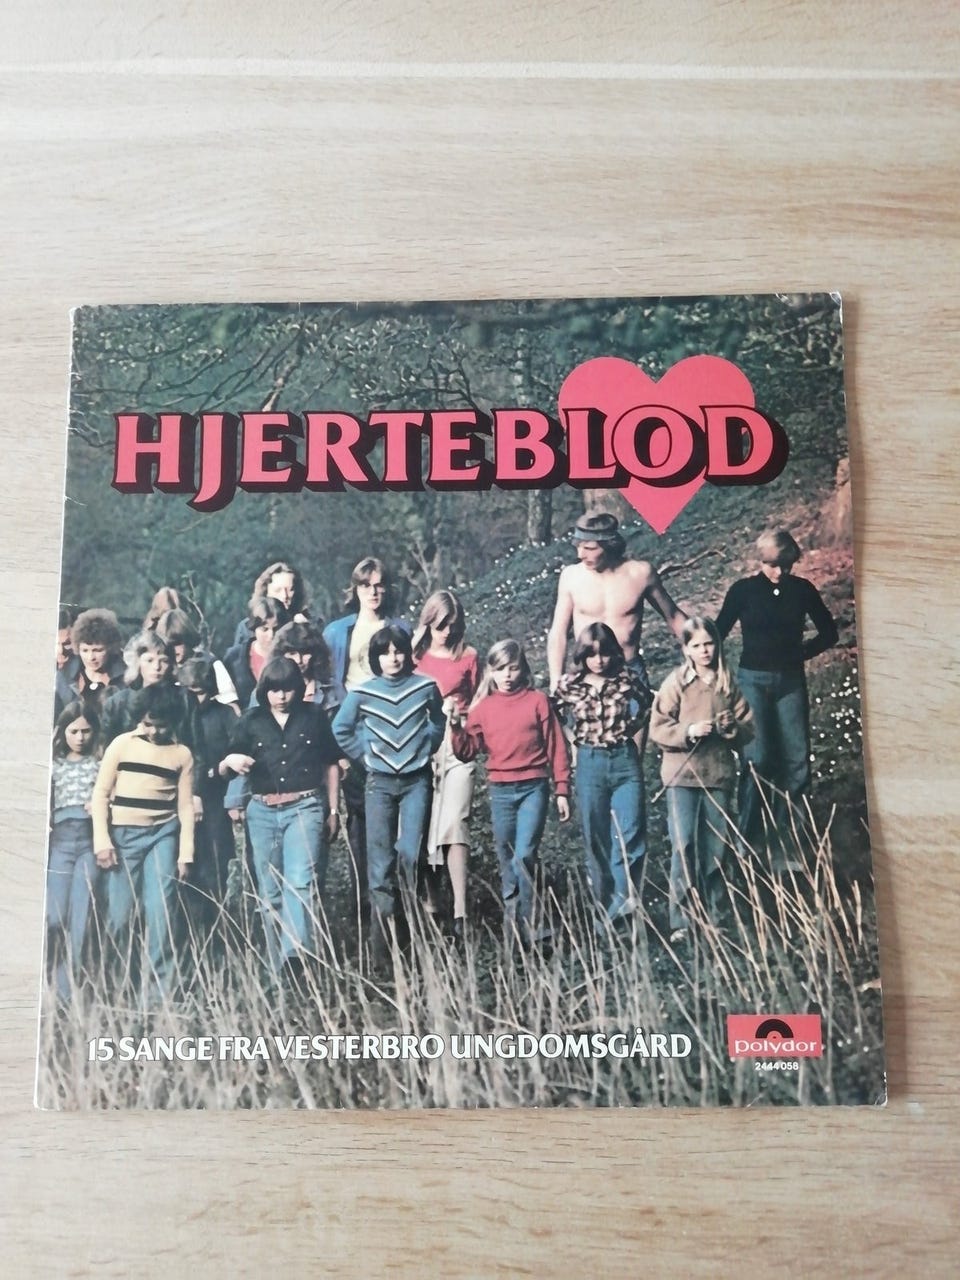 HJERTEBLOD
15 SANGE FRA VESTERBRO UNGDOMSGÅRD
polydor
2444 058